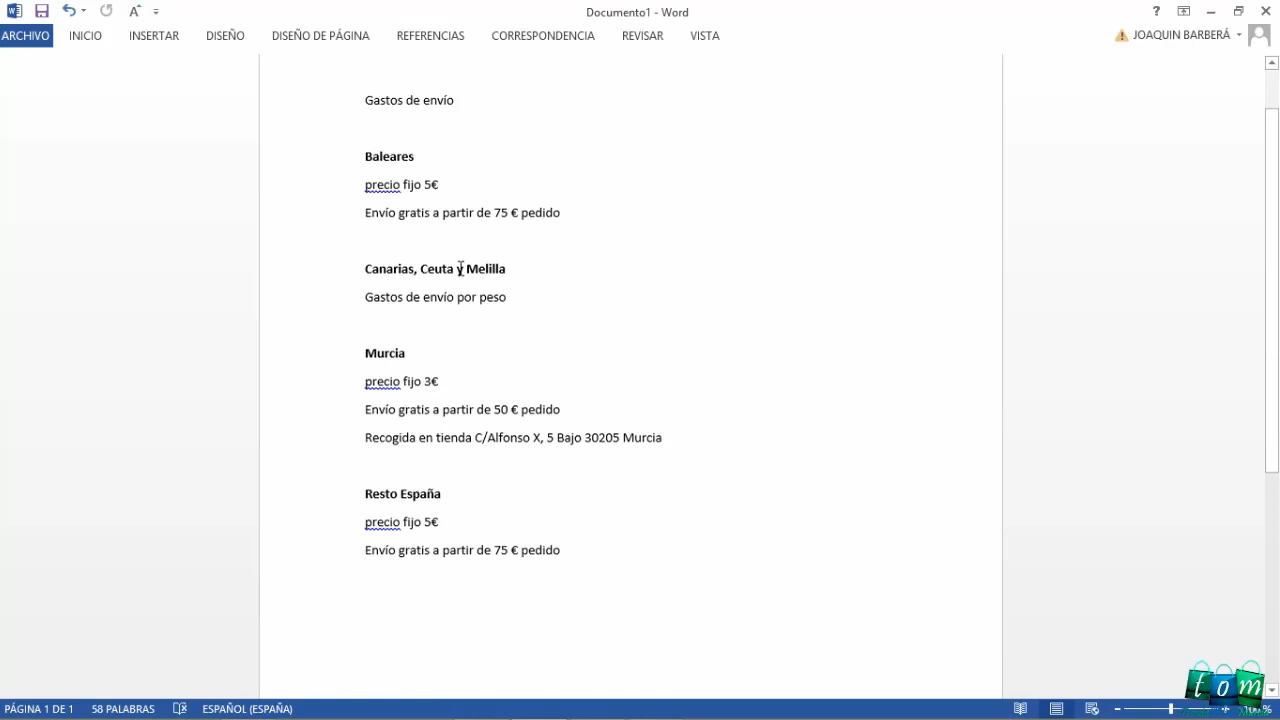 Documento1 - Word
ARCHIVO INICIO INSERTAR DISEÑO DISEÑO DE PÁGINA REFERENCIAS CORRESPONDENCIA REVISAR VISTA JOAQUIN BARBERÁ
Gastos de envío
Baleares
precio fijo 5€
Envío gratis a partir de 75 € pedido
Canarias, Ceuta y Melilla
Gastos de envío por peso
Murcia
precio fijo 3€
Envío gratis a partir de 50 € pedido
Recogida en tienda C/Alfonso X, 5 Bajo 30205 Murcia
Resto España
precio fijo 5€
Envío gratis a partir de 75 € pedido
tom
PÁGINA 1 DE 1 58 PALABRAS ESPAÑOL (ESPAÑA)